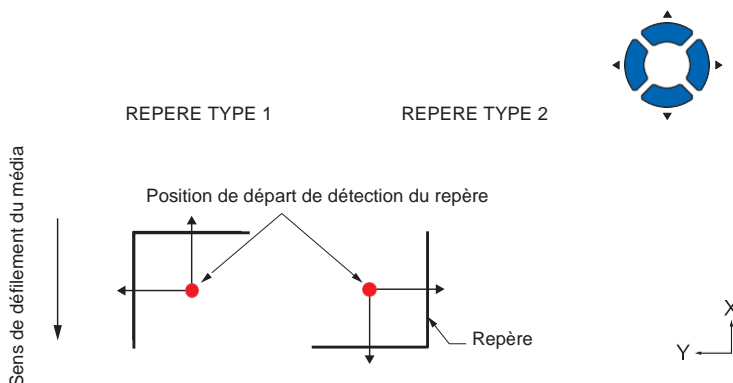 REPERE TYPE 1
REPERE TYPE 2
Sens de défilement du média
Position de départ de détection du repère
Repère
X
Y